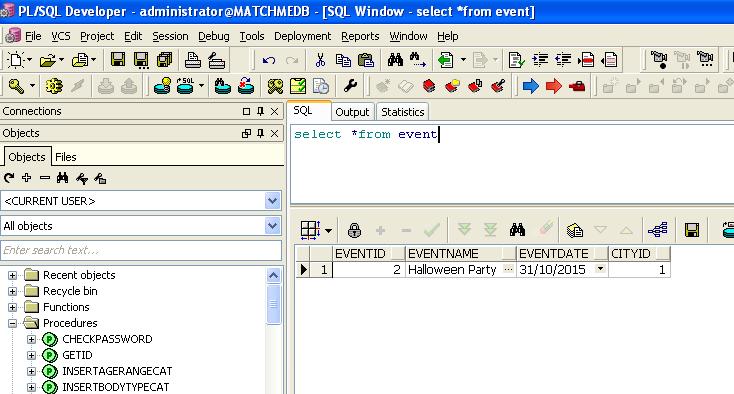 PL/SQL Developer - administrator@MATCHMEDB - [SQL Window - select *from event]
File VCS Project Edit Session Debug Tools Deployment Reports Window Help
SQL
Connections
Objects
Objects Files
<CURRENT USER>
All objects
Enter search text...
Recent objects
Recycle bin
Functions
Procedures
CHECKPASSWORD
GETID
INSERTAGERANGECAT
INSERTBODYTYPECAT
SQL Output Statistics
select *from event
EVENTID EVENTNAME EVENTDATE CITYID
1 2 Halloween Party ... 31/10/2015 1